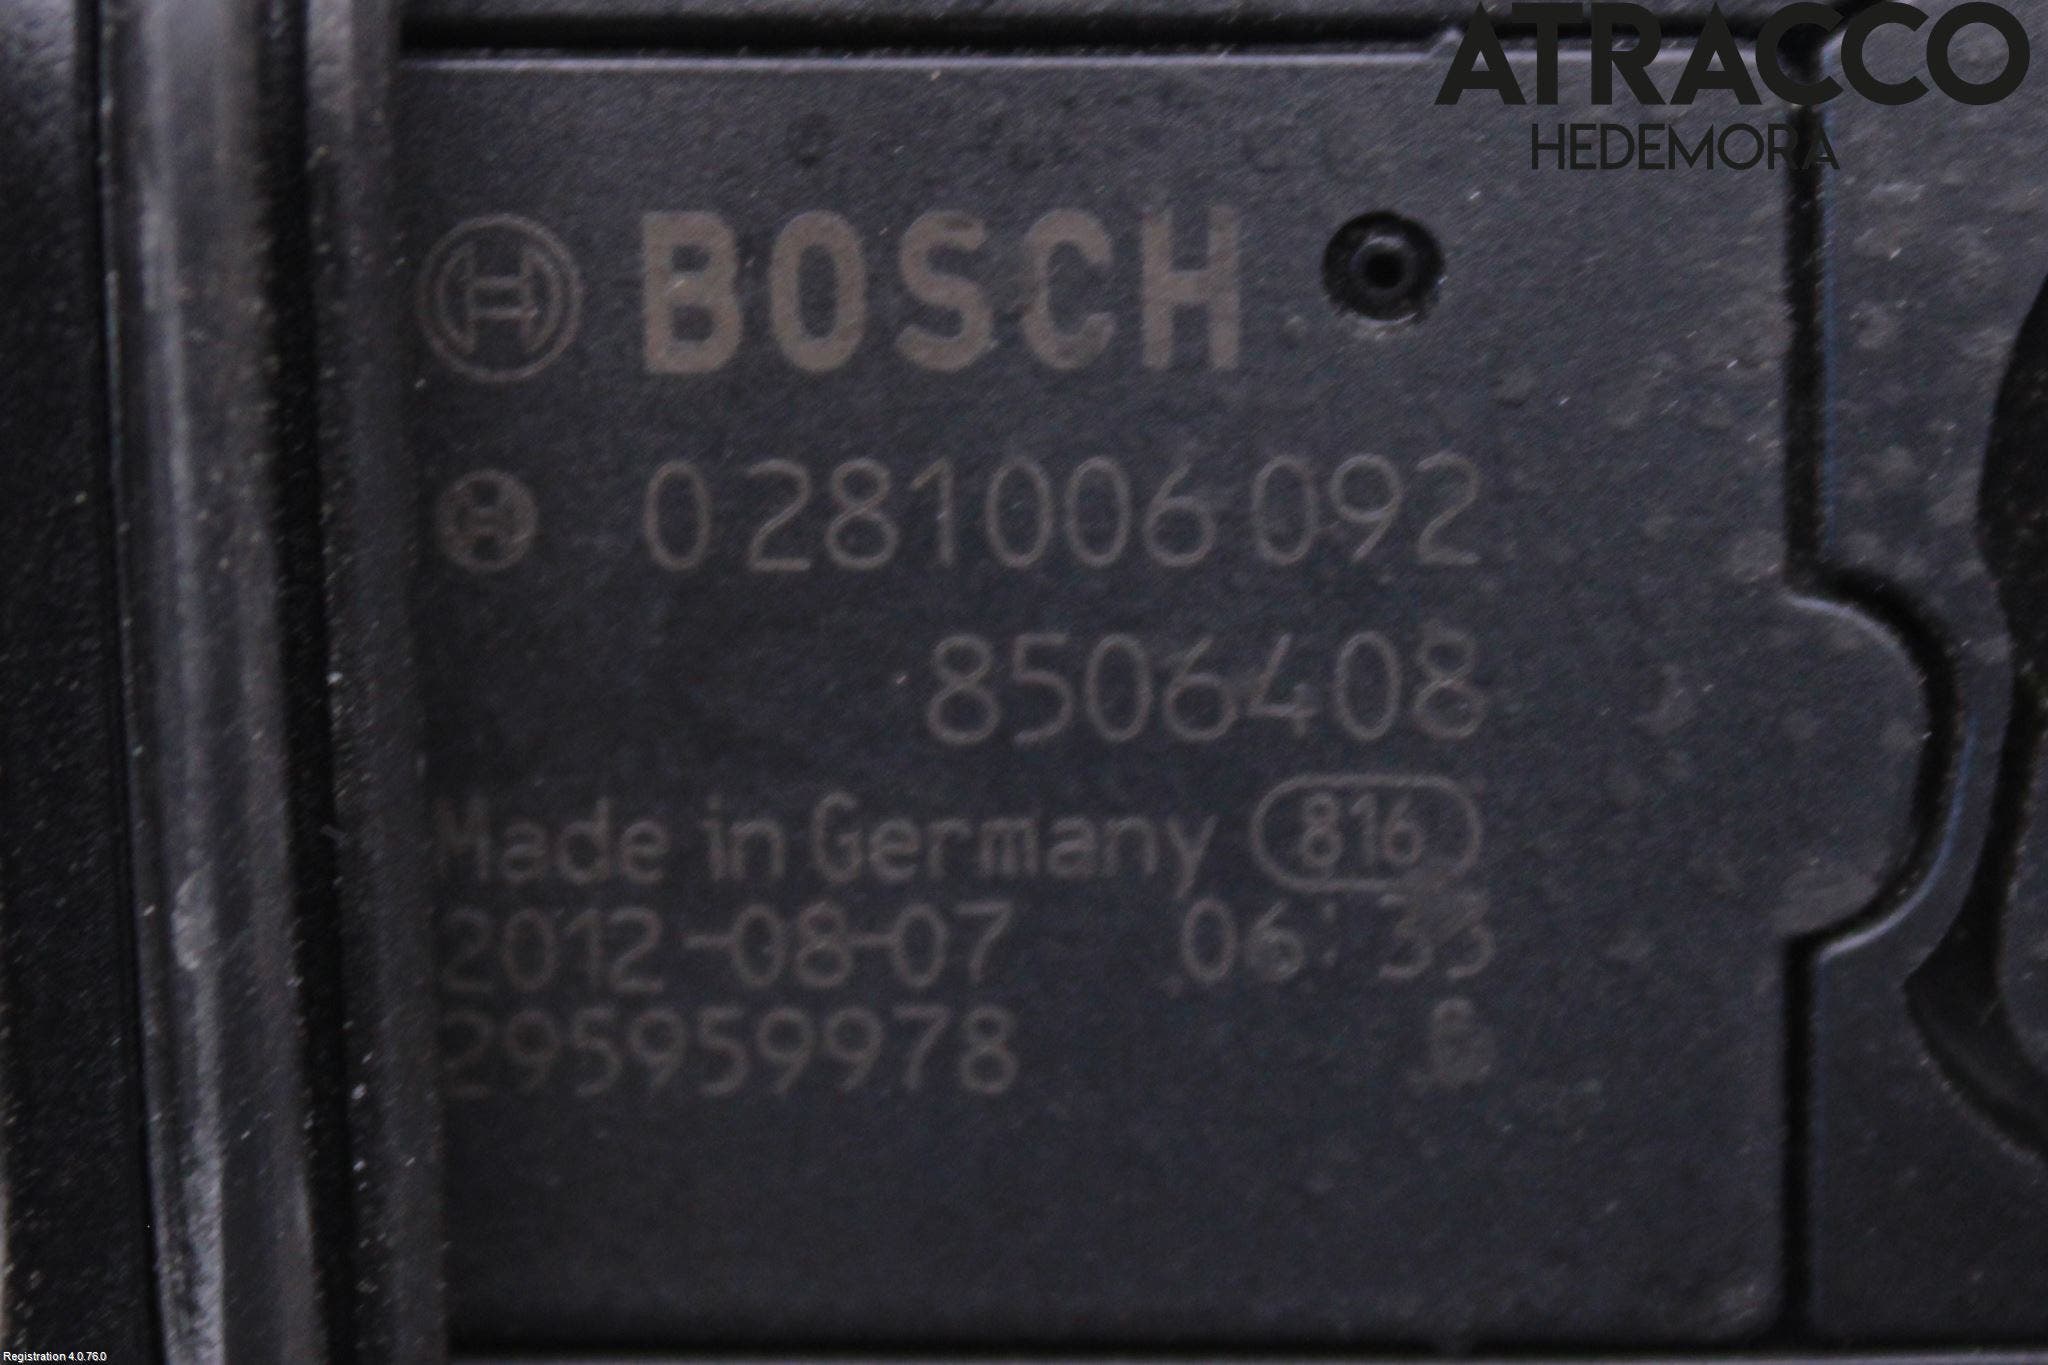 ATRACCO
HEDEMORA
BOSCH
0281006092
8506408
Made in Germany 816
2012-08-07 06:33
295959978
Registration 4.0.76.0